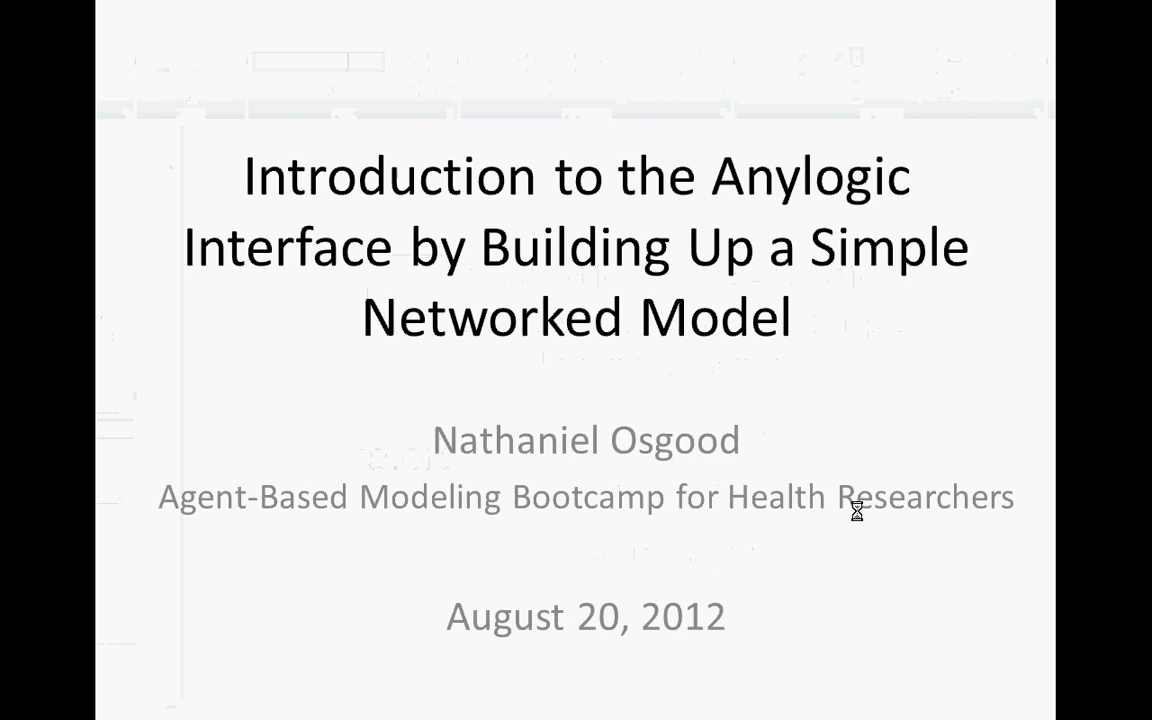 Introduction to the Anylogic
Interface by Building Up a Simple
Networked Model
Nathaniel Osgood
Agent-Based Modeling Bootcamp for Health Researchers
August 20, 2012